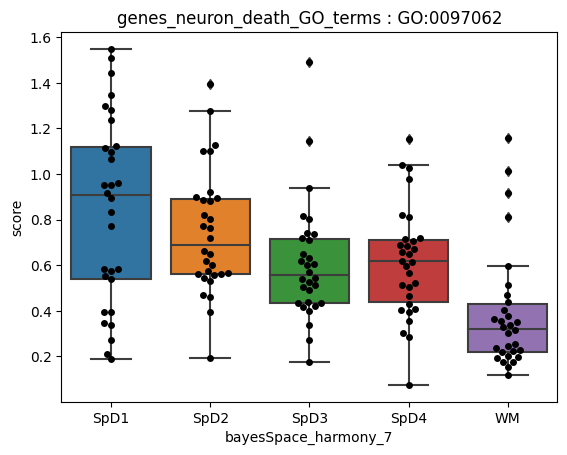 genes_neuron_death_GO_terms : GO:0097062
1.6
1.4
1.2
1.0
0.8
0.6
0.4
0.2
score
SpD1 SpD2 SpD3 SpD4 WM
bayesSpace_harmony_7